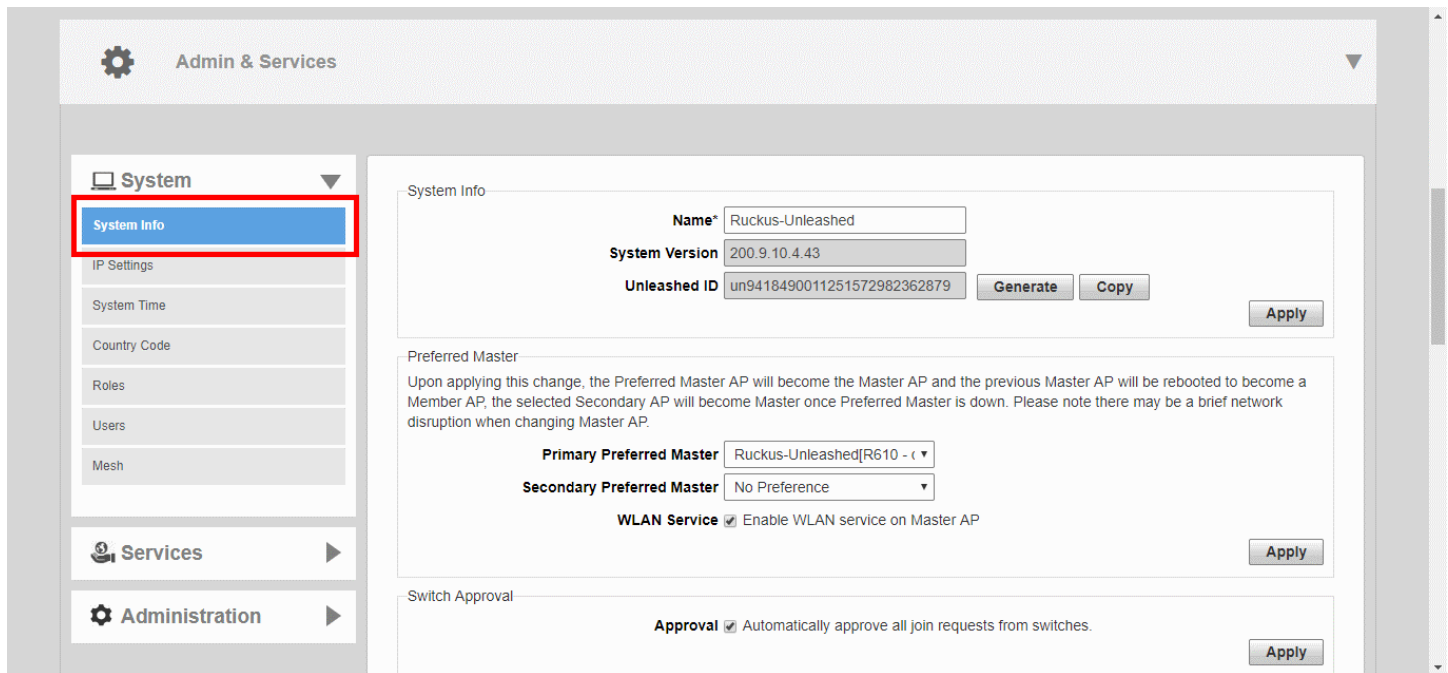 Admin & Services
System
System Info
IP Settings
System Time
Country Code
Roles
Users
Mesh
Services
Administration
System Info
Name* Ruckus-Unleashed
System Version 200.9.10.4.43
Unleashed ID un9418490011251572982362879 Generate Copy
Apply
Preferred Master
Upon applying this change, the Preferred Master AP will become the Master AP and the previous Master AP will be rebooted to become a
Member AP, the selected Secondary AP will become Master once Preferred Master is down. Please note there may be a brief network
disruption when changing Master AP.
Primary Preferred Master Ruckus-Unleashed[R610 -
Secondary Preferred Master No Preference
WLAN Service Enable WLAN service on Master AP
Apply
Switch Approval
Approval Automatically approve all join requests from switches.
Apply